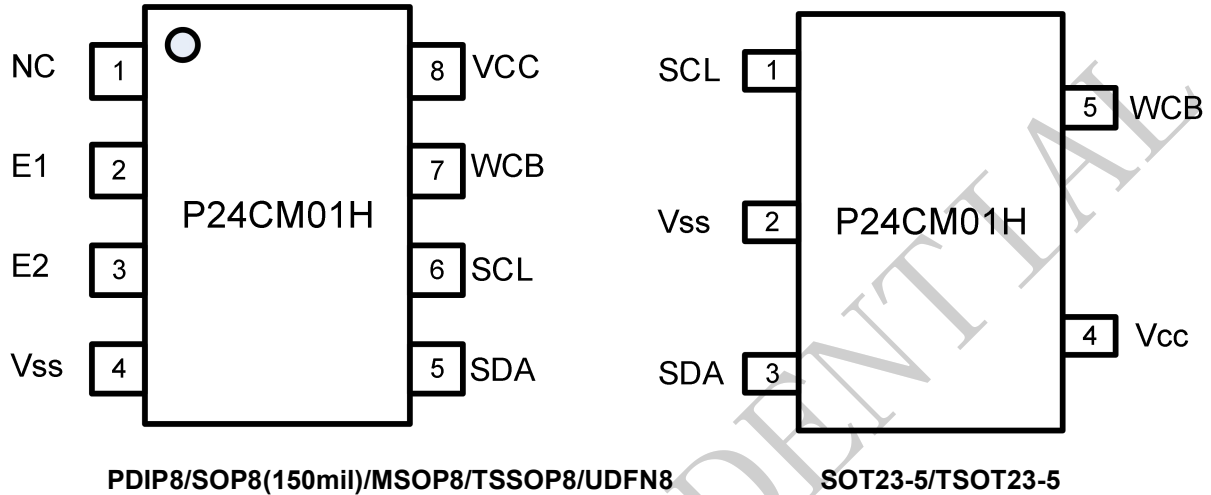 NC 1 8 VCC
E1 2 7 WCB
P24CM01H
E2 3 6 SCL
Vss 4 5 SDA
PDIP8/SOP8(150mil)/MSOP8/TSSOP8/UDFN8
SCL 1
5 WCB
Vss 2 P24CM01H
4 Vcc
SDA 3
SOT23-5/TSOT23-5
DENTIAL